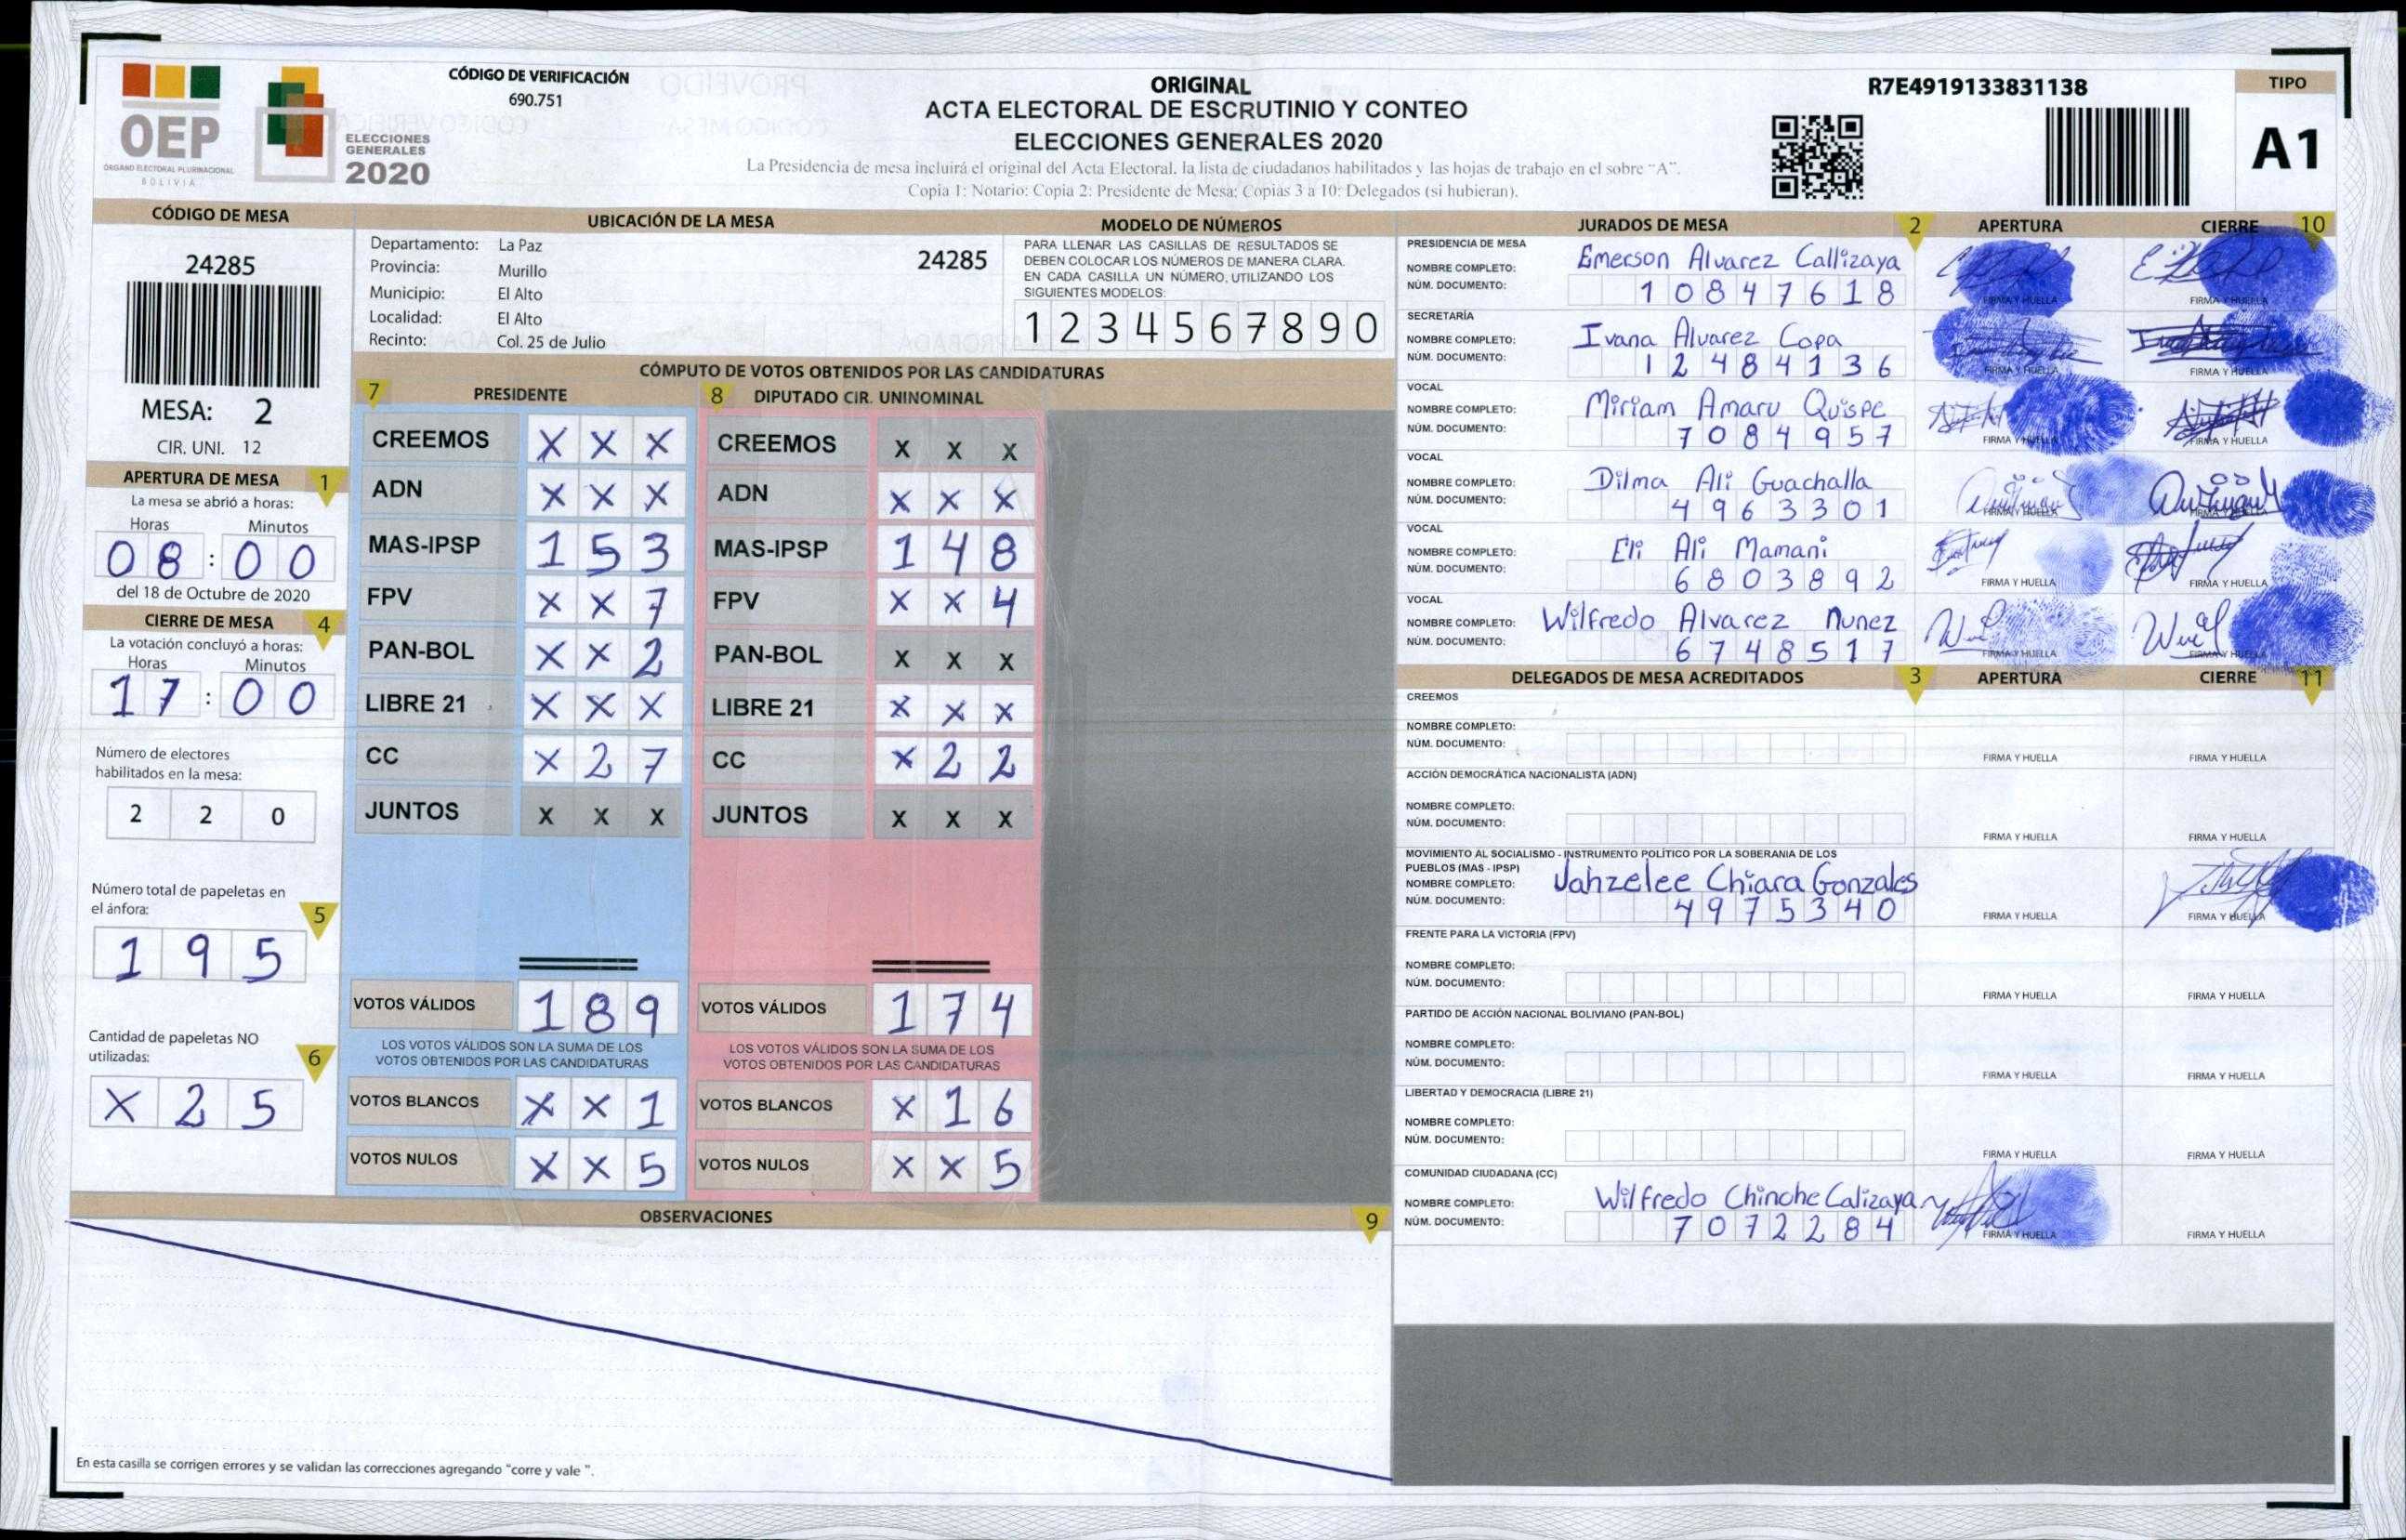 OEP
ÓRGANO ELECTORAL PLURINACIONAL
BOLIVIA
ELECCIONES
GENERALES
2020
CÓDIGO DE VERIFICACIÓN
690.751
ORIGINAL
ACTA ELECTORAL DE ESCRUTINIO Y CONTEO
ELECCIONES GENERALES 2020
La Presidencia de mesa incluirá el original del Acta Electoral, la lista de ciudadanos habilitados y las hojas de trabajo en el sobre "A".
Copia 1: Notario; Copia 2: Presidente de Mesa; Copias 3 a 10: Delegados (si hubieran).
R7E4919133831138
TIPO
A1
CÓDIGO DE MESA
24285
MESA: 2
CIR. UNI. 12
APERTURA DE MESA 1
La mesa se abrió a horas:
Horas Minutos
08:00
del 18 de Octubre de 2020
CIERRE DE MESA 4
La votación concluyó a horas:
Horas Minutos
17:00
Número de electores
habilitados en la mesa:
2 2 0
Número total de papeletas en
el ánfora: 5
1 9 5
Cantidad de papeletas NO
utilizadas: 6
X 2 5
UBICACIÓN DE LA MESA
Departamento: La Paz 24285
Provincia: Murillo
Municipio: El Alto
Localidad: El Alto
Recinto: Col. 25 de Julio
MODELO DE NÚMEROS
PARA LLENAR LAS CASILLAS DE RESULTADOS SE
DEBEN COLOCAR LOS NÚMEROS DE MANERA CLARA.
EN CADA CASILLA UN NÚMERO, UTILIZANDO LOS
SIGUIENTES MODELOS:
1 2 3 4 5 6 7 8 9 0
CÓMPUTO DE VOTOS OBTENIDOS POR LAS CANDIDATURAS
7 PRESIDENTE
CREEMOS X X X
ADN X X X
MAS-IPSP 1 5 3
FPV X X 7
PAN-BOL X X 2
LIBRE 21 X X X
CC X 2 7
JUNTOS X X X
VOTOS VÁLIDOS 1 8 9
LOS VOTOS VÁLIDOS SON LA SUMA DE LOS
VOTOS OBTENIDOS POR LAS CANDIDATURAS
VOTOS BLANCOS X X 1
VOTOS NULOS X X 5
8 DIPUTADO CIR. UNINOMINAL
CREEMOS X X X
ADN X X X
MAS-IPSP 1 4 8
FPV X X 4
PAN-BOL X X X
LIBRE 21 X X X
CC X 2 2
JUNTOS X X X
VOTOS VÁLIDOS 1 7 4
LOS VOTOS VÁLIDOS SON LA SUMA DE LOS
VOTOS OBTENIDOS POR LAS CANDIDATURAS
VOTOS BLANCOS X 1 6
VOTOS NULOS X X 5
OBSERVACIONES 9
En esta casilla se corrigen errores y se validan las correcciones agregando "corre y vale ".
JURADOS DE MESA 2 APERTURA CIERRE 10
PRESIDENCIA DE MESA
NOMBRE COMPLETO: Emerson Alvarez Callizaya
NÚM. DOCUMENTO: 10847618 FIRMA Y HUELLA FIRMA Y HUELLA
SECRETARÍA
NOMBRE COMPLETO: Ivana Alvarez Copa
NÚM. DOCUMENTO: 12484136 FIRMA Y HUELLA FIRMA Y HUELLA
VOCAL
NOMBRE COMPLETO: Miriam Amaru Quispe
NÚM. DOCUMENTO: 7084957 FIRMA Y HUELLA FIRMA Y HUELLA
VOCAL
NOMBRE COMPLETO: Dilma Ali Guachalla
NÚM. DOCUMENTO: 4963301 FIRMA Y HUELLA FIRMA Y HUELLA
VOCAL
NOMBRE COMPLETO: Eli Ali Mamani
NÚM. DOCUMENTO: 6803892 FIRMA Y HUELLA FIRMA Y HUELLA
VOCAL
NOMBRE COMPLETO: Wilfredo Alvarez Nunez
NÚM. DOCUMENTO: 6748517 FIRMA Y HUELLA FIRMA Y HUELLA
DELEGADOS DE MESA ACREDITADOS 3 APERTURA CIERRE 11
CREEMOS
NOMBRE COMPLETO:
NÚM. DOCUMENTO: FIRMA Y HUELLA FIRMA Y HUELLA
ACCIÓN DEMOCRÁTICA NACIONALISTA (ADN)
NOMBRE COMPLETO:
NÚM. DOCUMENTO: FIRMA Y HUELLA FIRMA Y HUELLA
MOVIMIENTO AL SOCIALISMO - INSTRUMENTO POLÍTICO POR LA SOBERANIA DE LOS
PUEBLOS (MAS - IPSP)
NOMBRE COMPLETO: Jahzelee Chiara Gonzales
NÚM. DOCUMENTO: 4975340 FIRMA Y HUELLA FIRMA Y HUELLA
FRENTE PARA LA VICTORIA (FPV)
NOMBRE COMPLETO:
NÚM. DOCUMENTO: FIRMA Y HUELLA FIRMA Y HUELLA
PARTIDO DE ACCIÓN NACIONAL BOLIVIANO (PAN-BOL)
NOMBRE COMPLETO:
NÚM. DOCUMENTO: FIRMA Y HUELLA FIRMA Y HUELLA
LIBERTAD Y DEMOCRACIA (LIBRE 21)
NOMBRE COMPLETO:
NÚM. DOCUMENTO: FIRMA Y HUELLA FIRMA Y HUELLA
COMUNIDAD CIUDADANA (CC)
NOMBRE COMPLETO: Wilfredo Chinche Calizaya
NÚM. DOCUMENTO: 7072284 FIRMA Y HUELLA FIRMA Y HUELLA